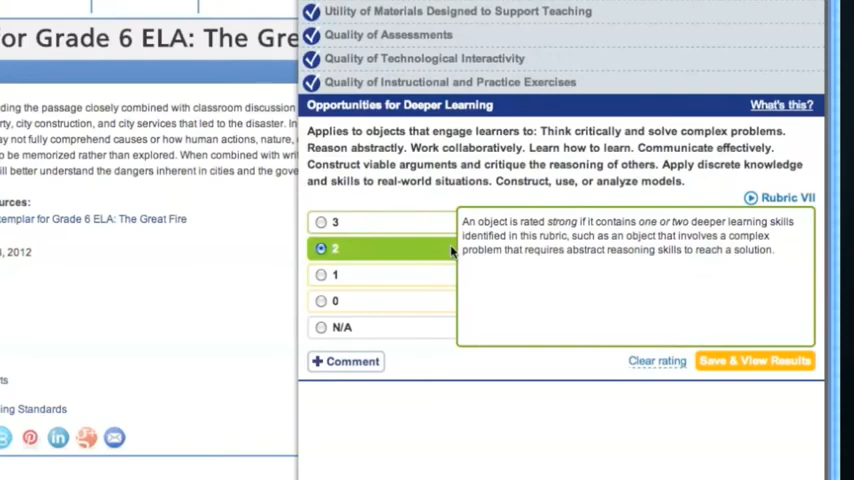 Utility of Materials Designed to Support Teaching
or Grade 6 ELA: The Gre
Quality of Assessments
Quality of Technological Interactivity
Quality of Instructional and Practice Exercises
Opportunities for Deeper Learning
What's this?
ding the passage closely combined with classroom discussion
rty, city construction, and city services that led to the disaster. In
ay not fully comprehend causes or how human actions, nature,
o be memorized rather than explored. When combined with wri
ill better understand the dangers inherent in cities and the gove
Applies to objects that engage learners to: Think critically and solve complex problems.
Reason abstractly. Work collaboratively. Learn how to learn. Communicate effectively.
Construct viable arguments and critique the reasoning of others. Apply discrete knowledge
and skills to real-world situations. Construct, use, or analyze models.
Rubric VII
urces:
xemplar for Grade 6 ELA: The Great Fire
, 2012
3
2
1
0
N/A
An object is rated strong if it contains one or two deeper learning skills
identified in this rubric, such as an object that involves a complex
problem that requires abstract reasoning skills to reach a solution.
+ Comment
Clear rating
Save & View Results
ts
ing Standards
in
g+